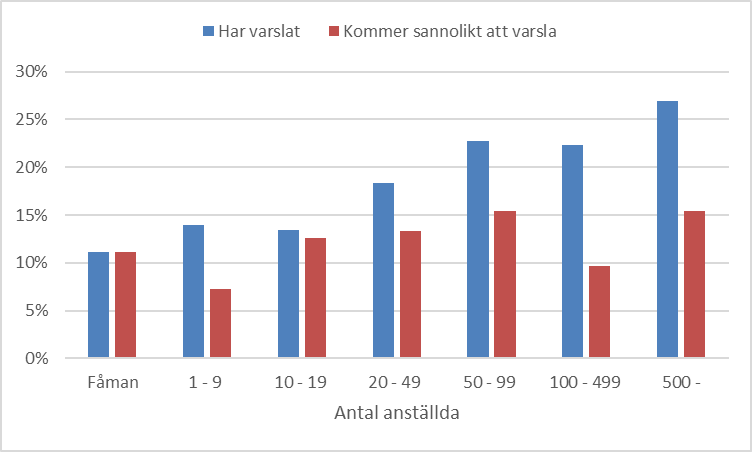 Har varslat Kommer sannolikt att varsla
30%
25%
20%
15%
10%
5%
0%
Fåman 1 - 9 10 - 19 20 - 49 50 - 99 100 - 499 500 -
Antal anställda